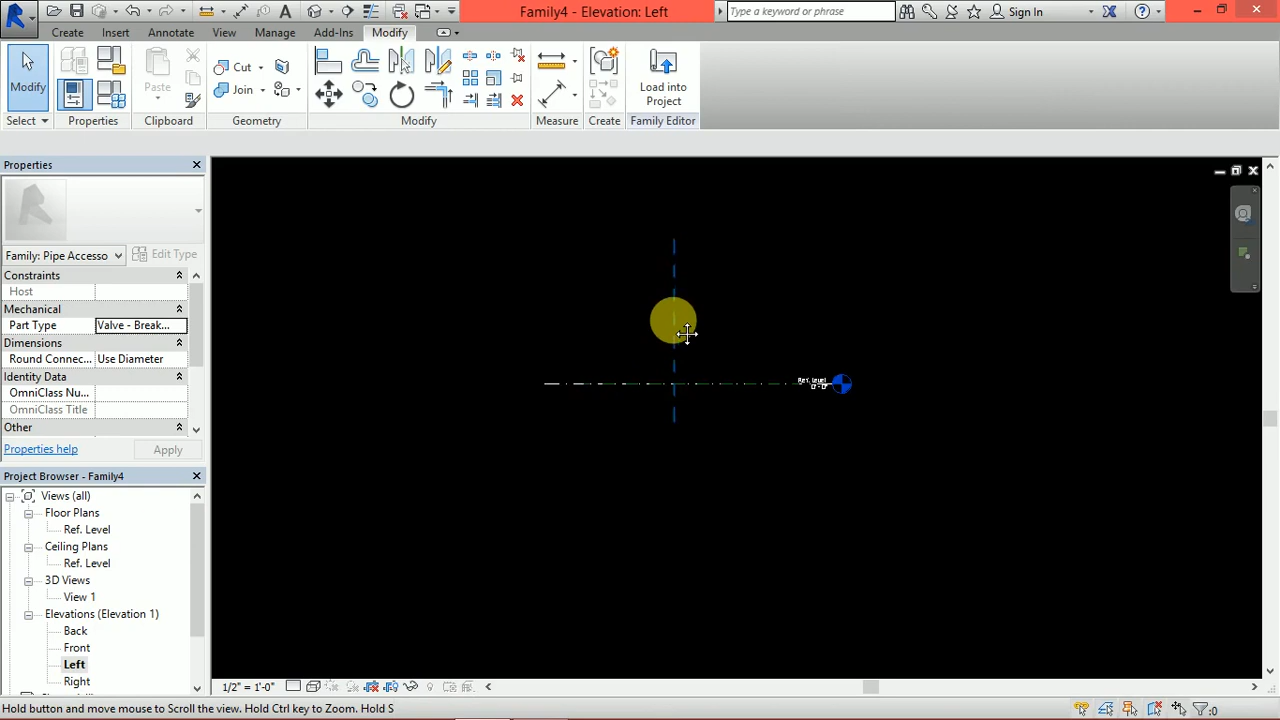 Family4 - Elevation: Left
Type a keyword or phrase
Sign In
Create
Insert
Annotate
View
Manage
Add-Ins
Modify
Modify
Paste
Cut
Join
Load into
Project
Select
Properties
Clipboard
Geometry
Modify
Measure
Create
Family Editor
Properties
Family: Pipe Accesso
Edit Type
Constraints
Host
Mechanical
Part Type
Valve - Break...
Dimensions
Round Connec...
Use Diameter
Identity Data
OmniClass Nu...
OmniClass Title
Other
Properties help
Apply
Project Browser - Family4
Views (all)
Floor Plans
Ref. Level
Ceiling Plans
Ref. Level
3D Views
View 1
Elevations (Elevation 1)
Back
Front
Left
Right
Ref. Level
0' - 0"
1/2" = 1'-0"
Hold button and move mouse to Scroll the view. Hold Ctrl key to Zoom. Hold S
:0